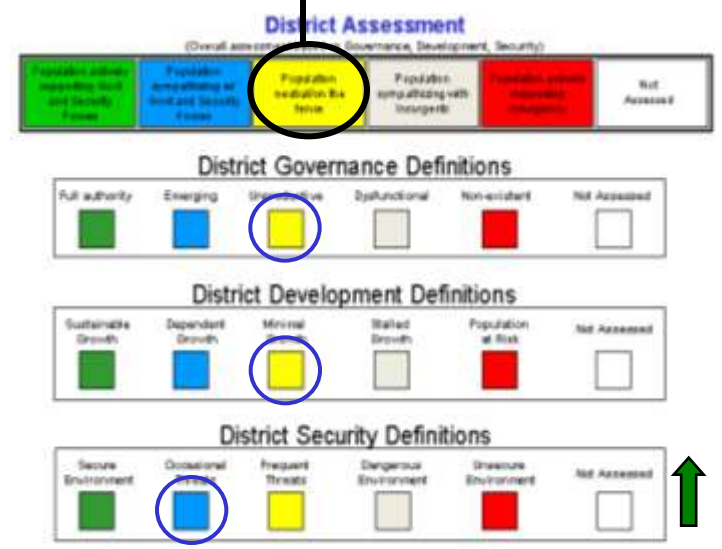 District Assessment
(Overall Governance, Development, Security)
Population actively supporting Govt and Security Forces
Population sympathizing Govt and Security Forces
Population neutral/on the fence
Population sympathizing with Insurgents
Population actively supporting
Not Assessed
District Governance Definitions
Full authority Emerging Unproductive Dysfunctional Non-existent Not Assessed
District Development Definitions
Sustainable Dependent Minimal Stalled Population Not Assessed
Growth Growth Growth Growth at Risk
District Security Definitions
Secure Occasional Frequent Dangerous Unsecure Not Assessed
Environment Threats Threats Environment Environment